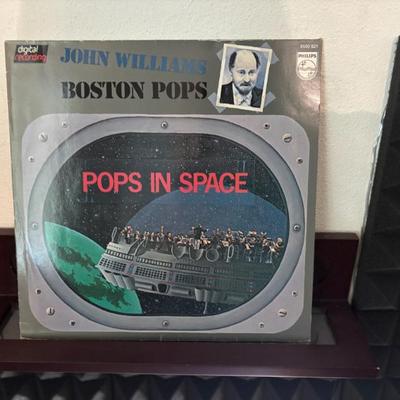 digital
recording
JOHN WILLIAMS
BOSTON POPS
PHILIPS
POPS IN SPACE